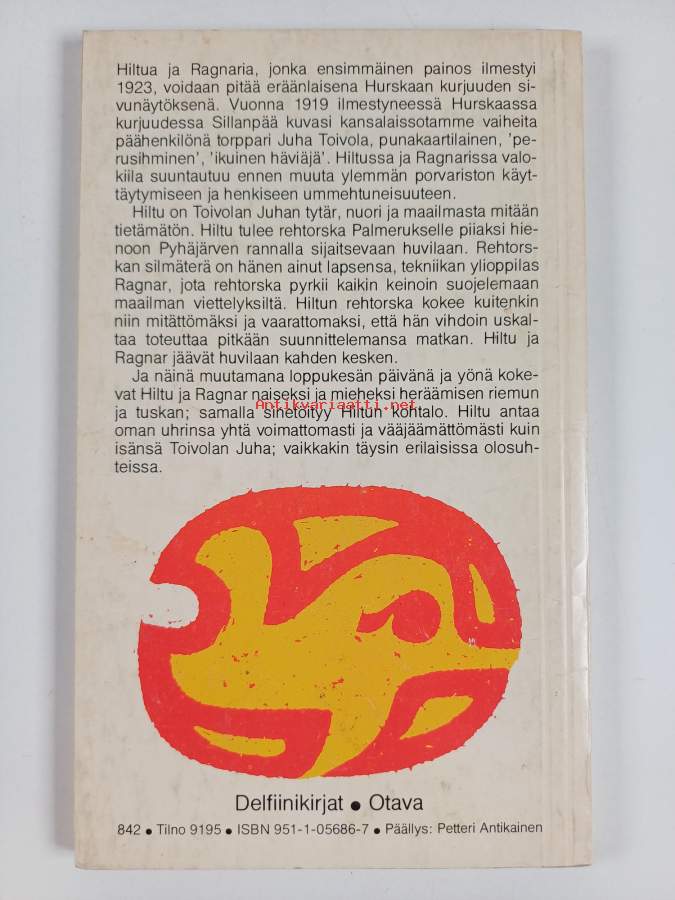 Hiltua ja Ragnaria, jonka ensimmäinen painos ilmestyi
1923, voidaan pitää eräänlaisena Hurskaan kurjuuden si-
vunäytöksenä. Vuonna 1919 ilmestyneessä Hurskaassa
kurjuudessa Sillanpää kuvasi kansalaissotamme vaiheita
päähenkilönä torppari Juha Toivola, punakaartilainen, 'pe-
rusihminen', 'ikuinen häviäjä'. Hiltussa ja Ragnarissa valo-
kiila suuntautuu ennen muuta ylemmän porvariston käyt-
täytymiseen ja henkiseen ummehtuneisuuteen.
Hiltu on Toivolan Juhan tytär, nuori ja maailmasta mitään
tietämätön. Hiltu tulee rehtorska Palmerukselle piiaksi hie-
noon Pyhäjärven rannalla sijaitsevaan huvilaan. Rehtors-
kan silmäterä on hänen ainut lapsensa, tekniikan ylioppilas
Ragnar, jota rehtorska pyrkii kaikin keinoin suojelemaan
maailman viettelyksiltä. Hiltun rehtorska kokee kuitenkin
niin mitättömäksi ja vaarattomaksi, että hän vihdoin uskal-
taa toteuttaa pitkään suunnittelemansa matkan. Hiltu ja
Ragnar jäävät huvilaan kahden kesken.
Ja näinä muutamana loppukesän päivänä ja yönä koke-
vat Hiltu ja Ragnar naiseksi ja mieheksi heräämisen riemun
Antikvariaatti.net
ja tuskan; samalla sinetöityy Hiltun kohtalo. Hiltu antaa
oman uhrinsa yhtä voimattomasti ja vääjäämättömästi kuin
isänsä Toivolan Juha; vaikkakin täysin erilaisissa olosuh-
teissa.
Delfiinikirjat • Otava
842 • Tilno 9195 • ISBN 951-1-05686-7 • Päällys: Petteri Antikainen